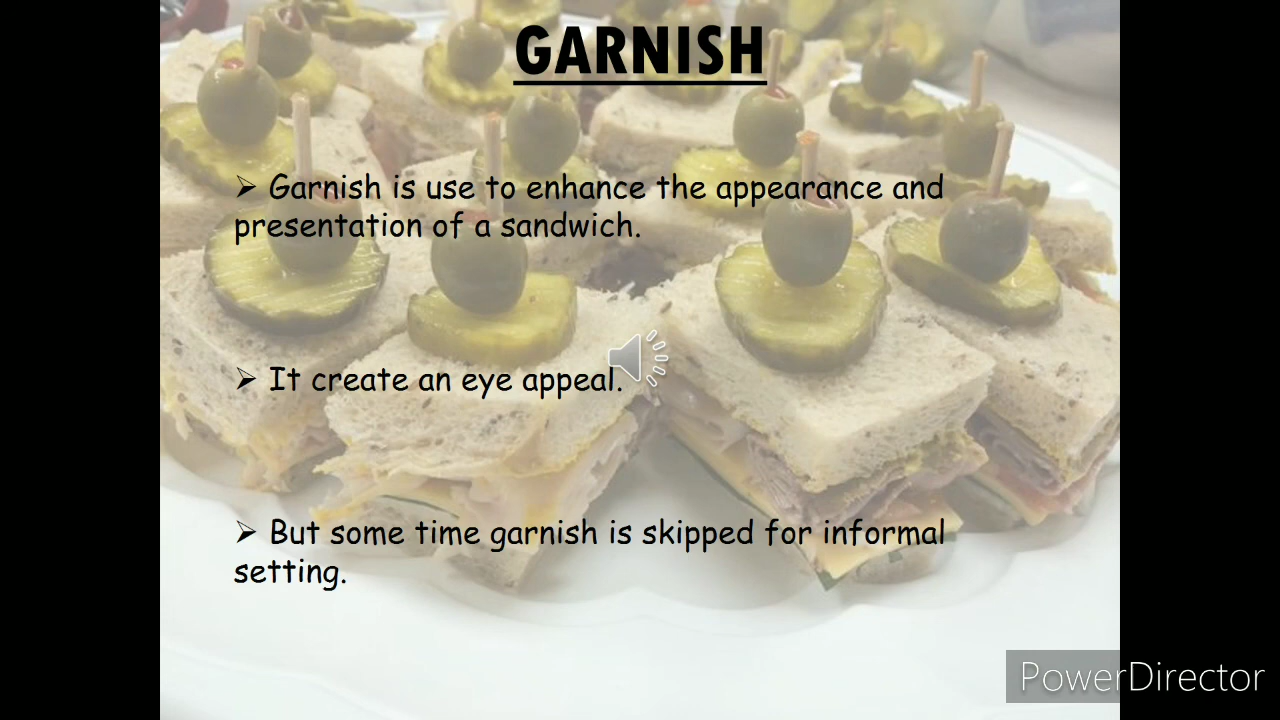 GARNISH
➢ Garnish is use to enhance the appearance and
presentation of a sandwich.
➢ It create an eye appeal.
➢ But some time garnish is skipped for informal
setting.
PowerDirector